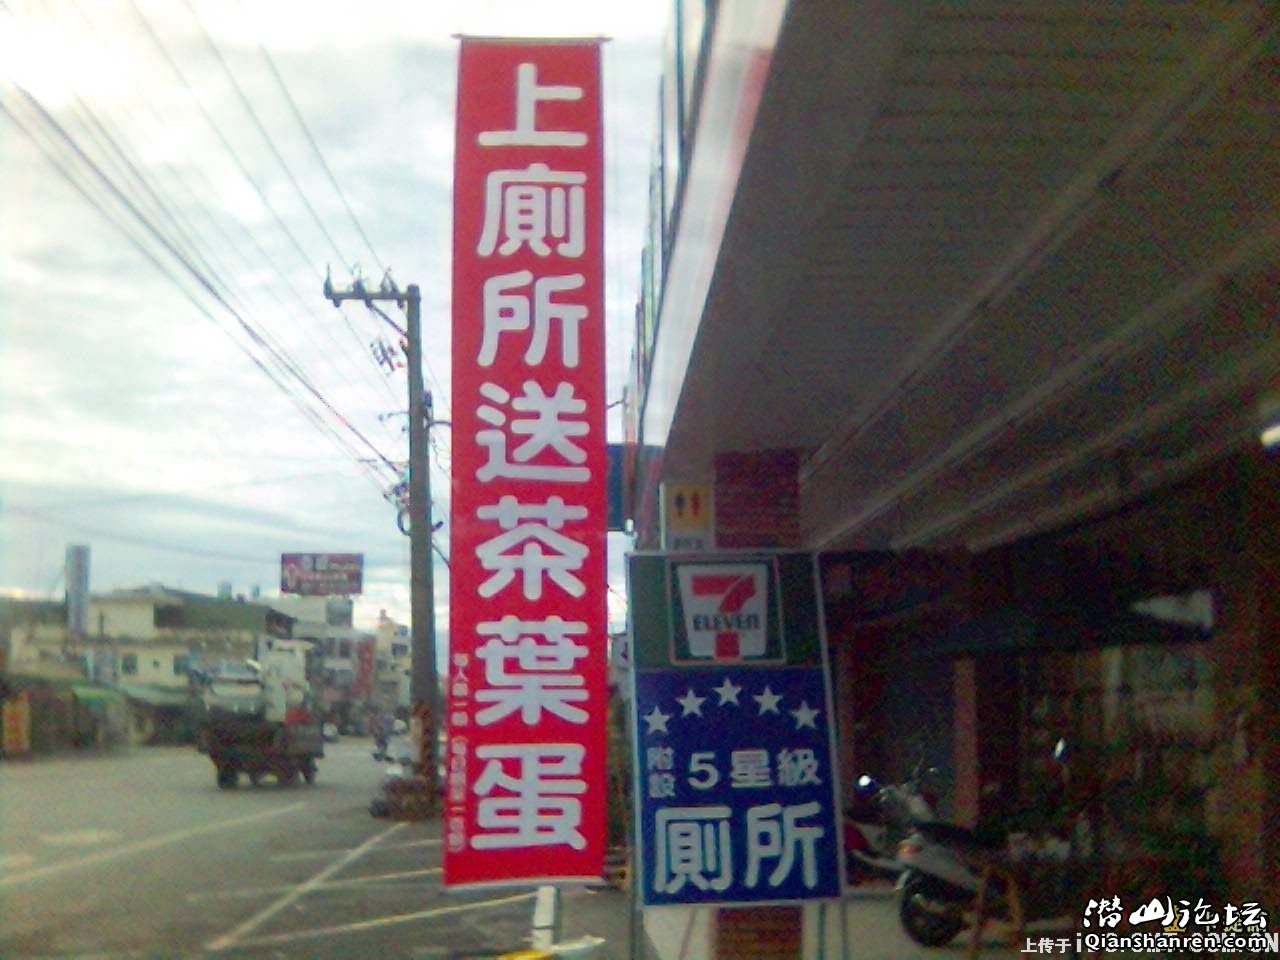 上廁所送茶葉蛋
7
ELEVEN
附設
5星級
廁所
潜山论坛
上传于
Qianshanren.com